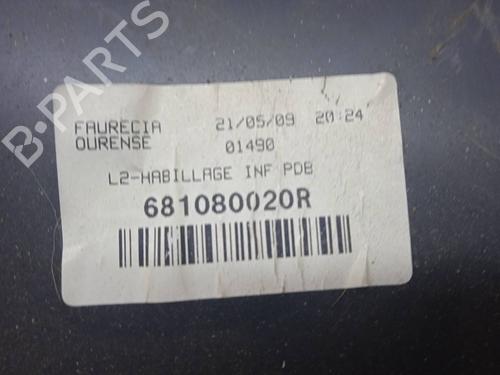 B-PARTS
FAURECIA 21/05/09 20:24
OURENSE 01490
L2-HABILLAGE INF PDB
681080020R